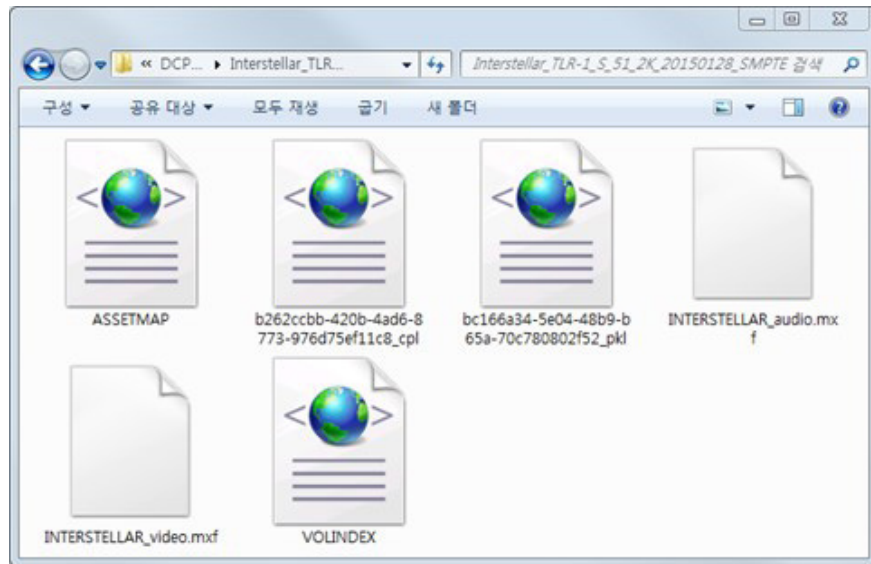 « DCP... ▸ Interstellar_TLR...
Interstellar_TLR-1_S_51_2K_20150128_SMPTE 검색
구성 공유 대상 모두 재생 굽기 새 폴더
ASSETMAP
b262ccbb-420b-4ad6-8
773-976d75ef11c8_cpl
bc166a34-5e04-48b9-b
65a-70c780802f52_pkl
INTERSTELLAR_audio.mx
f
INTERSTELLAR_video.mxf
VOLINDEX